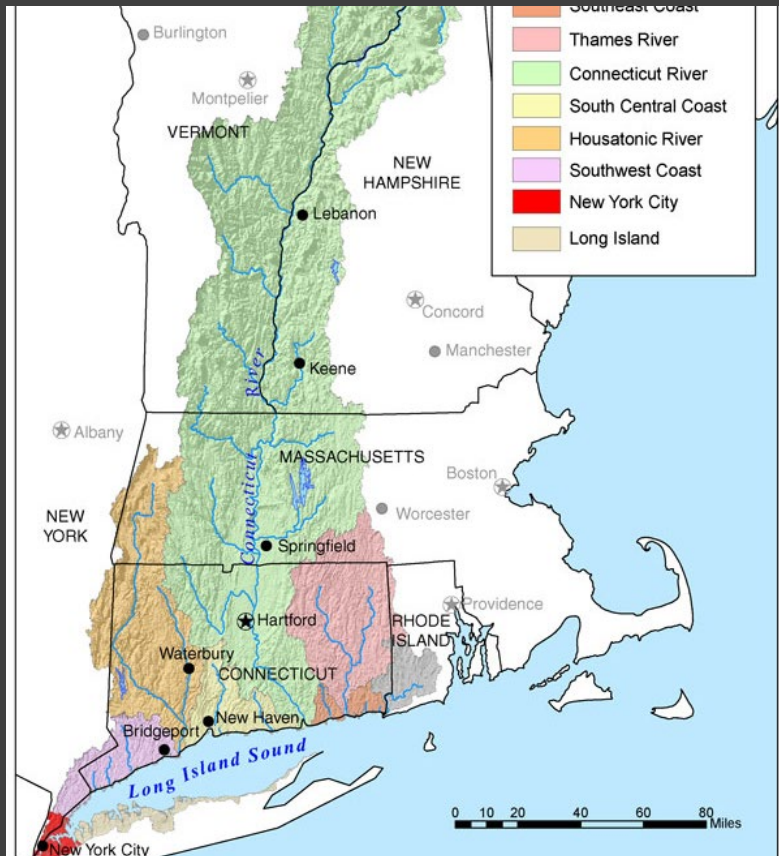 Southeast Coast
Thames River
Connecticut River
South Central Coast
Housatonic River
Southwest Coast
New York City
Long Island
Burlington
Montpelier
VERMONT
NEW
HAMPSHIRE
Lebanon
Concord
Manchester
Keene
River
Albany
MASSACHUSETTS
Boston
Connecticut
Worcester
NEW
YORK
Springfield
Providence
Hartford
RHODE
ISLAND
Waterbury
CONNECTICUT
New Haven
Bridgeport
Long Island Sound
0 10 20 40 60 80
Miles
New York City